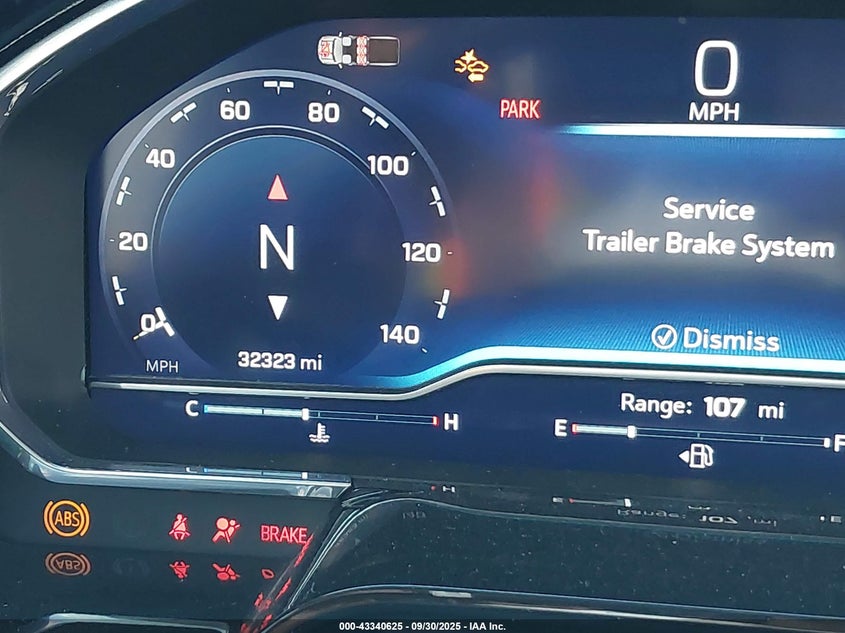 60 80
PARK
0
MPH
40 100
Service
20 N 120
Trailer Brake System
0 140
Dismiss
MPH 32323 mi
C H
Range: 107 mi
E F
ABS
BRAKE
000-43340625 - 09/30/2025 - IAA Inc.